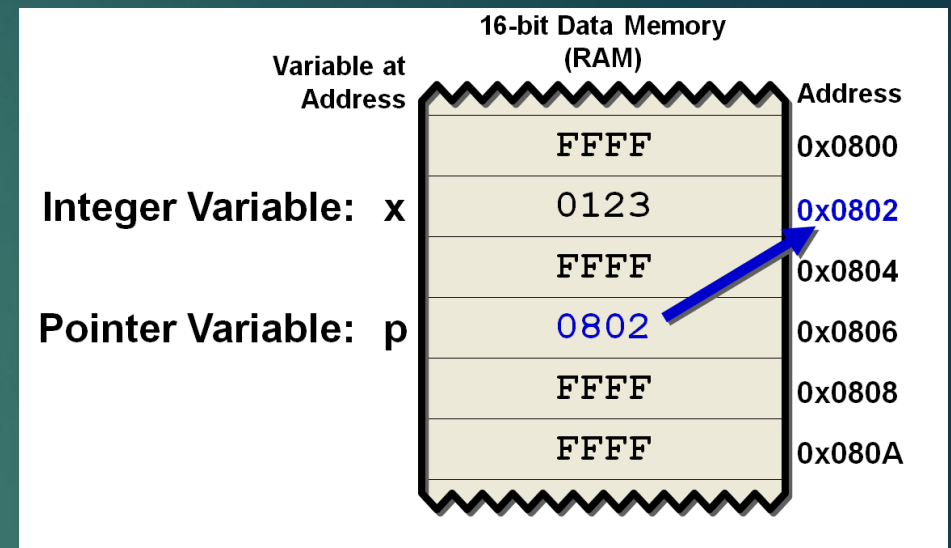 16-bit Data Memory
(RAM)
Variable at
Address
Address
FFFF 0x0800
Integer Variable: x 0123 0x0802
FFFF 0x0804
Pointer Variable: p 0802 0x0806
FFFF 0x0808
FFFF 0x080A